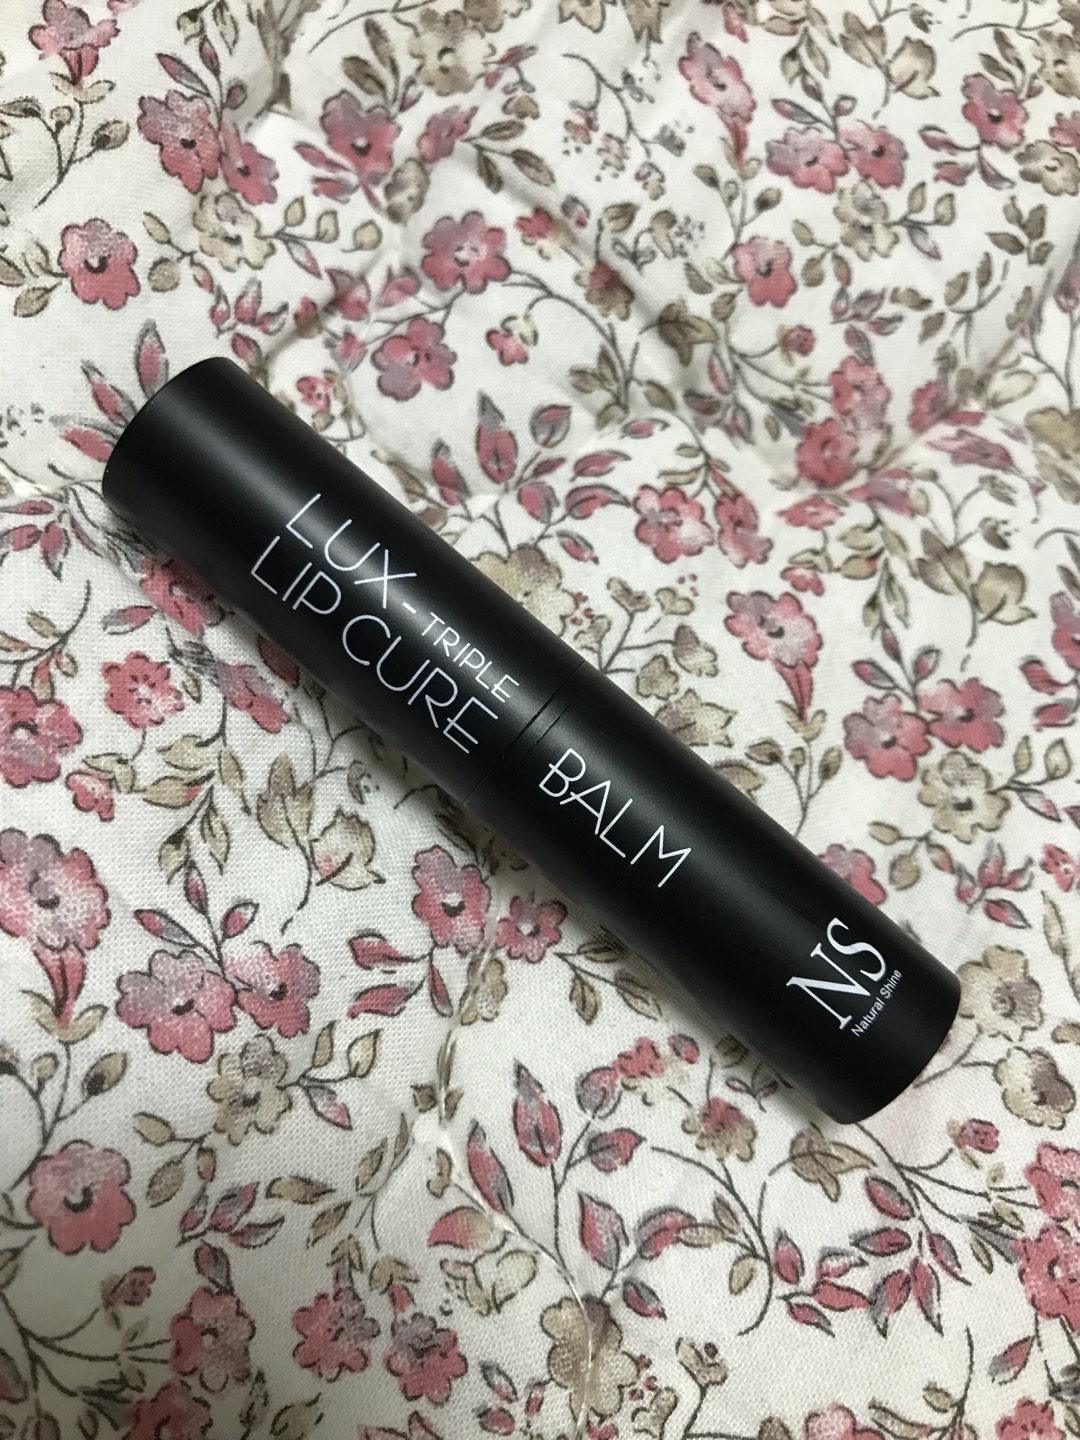 LUX-TRIPLE
LIP CURE BALM
NS
Natural Shine